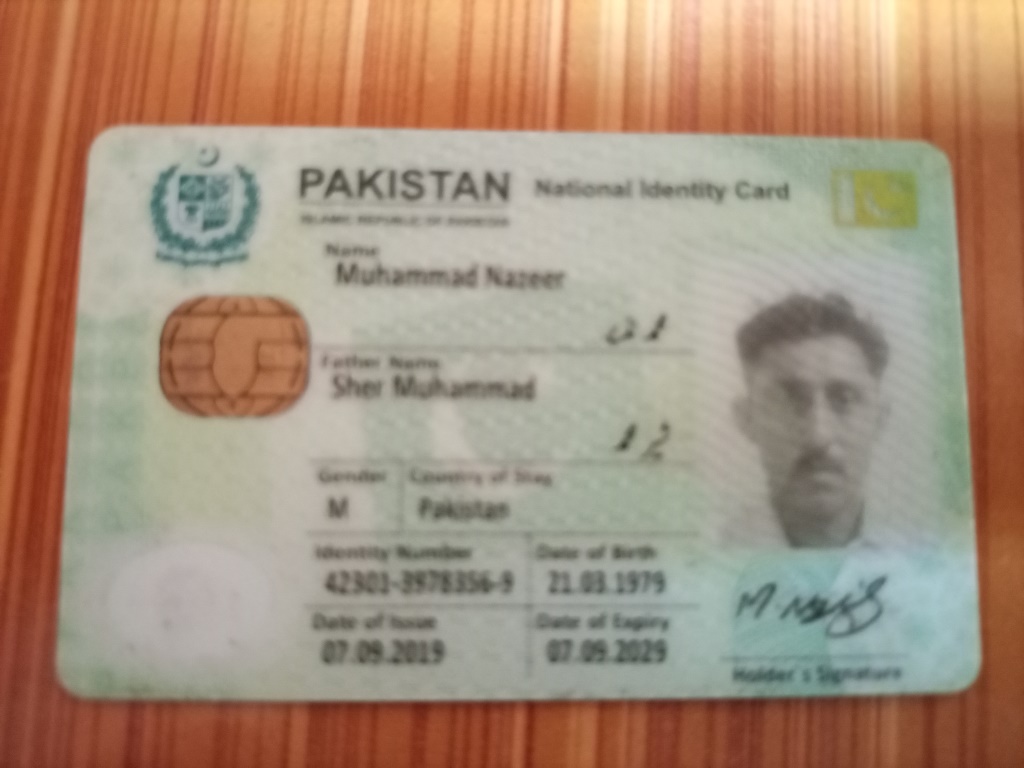 PAKISTAN National Identity Card
ISLAMIC REPUBLIC OF PAKISTAN
Name
Muhammad Nazeer
Father Name
Sher Muhammad
Gender Country of Stay
M Pakistan
Identity Number Date of Birth
42301-3978356-9 21.03.1979
Date of Issue Date of Expiry
07.09.2019 07.09.2029
Holder's Signature